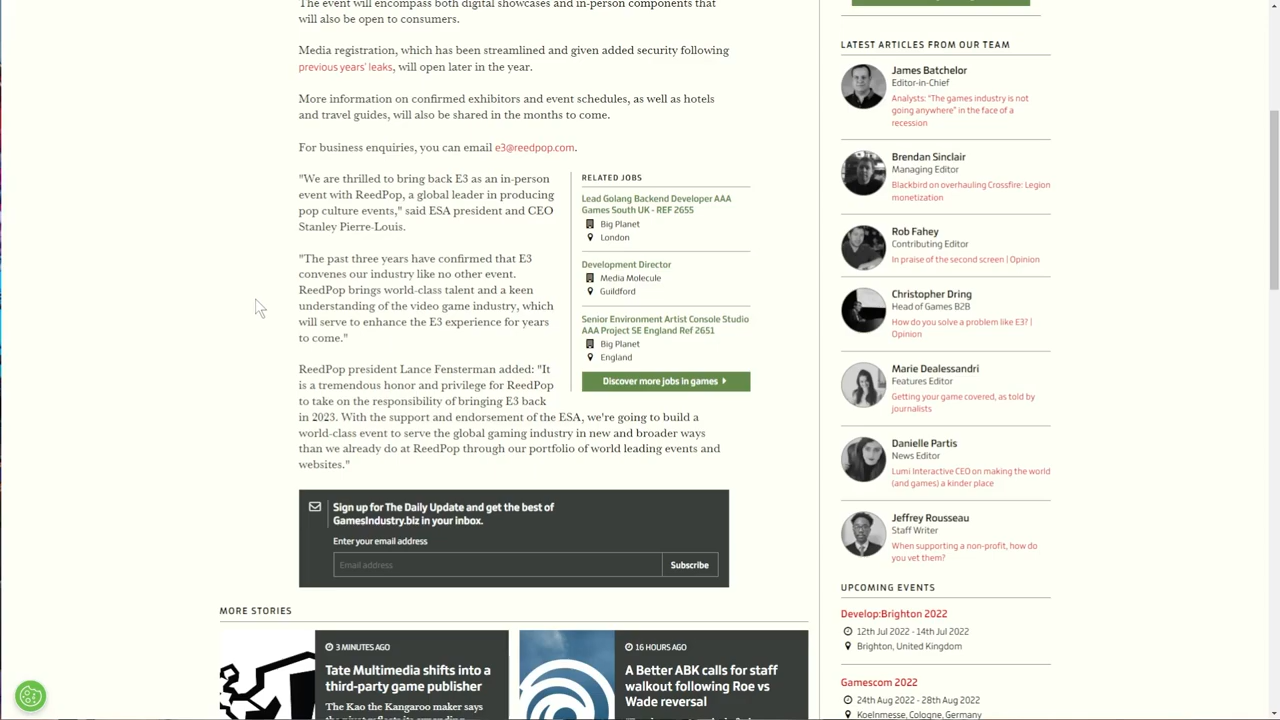 The event will encompass both digital showcases and in-person components that
will also be open to consumers.
Media registration, which has been streamlined and given added security following
previous years' leaks, will open later in the year.
More information on confirmed exhibitors and event schedules, as well as hotels
and travel guides, will also be shared in the months to come.
For business enquiries, you can email e3@reedpop.com.
"We are thrilled to bring back E3 as an in-person
event with ReedPop, a global leader in producing
pop culture events," said ESA president and CEO
Stanley Pierre-Louis.
"The past three years have confirmed that E3
convenes our industry like no other event.
ReedPop brings world-class talent and a keen
understanding of the video game industry, which
will serve to enhance the E3 experience for years
to come."
ReedPop president Lance Fensterman added: "It
is a tremendous honor and privilege for ReedPop
to take on the responsibility of bringing E3 back
in 2023. With the support and endorsement of the ESA, we're going to build a
world-class event to serve the global gaming industry in new and broader ways
than we already do at ReedPop through our portfolio of world leading events and
websites."
RELATED JOBS
Lead Golang Backend Developer AAA
Games South UK - REF 2655
Big Planet
London
Development Director
Media Molecule
Guildford
Senior Environment Artist Console Studio
AAA Project SE England Ref 2651
Big Planet
England
Discover more jobs in games
Sign up for The Daily Update and get the best of
GamesIndustry.biz in your inbox.
Enter your email address
Email address
Subscribe
MORE STORIES
3 MINUTES AGO
Tate Multimedia shifts into a
third-party game publisher
The Kao the Kangaroo maker says
16 HOURS AGO
A Better ABK calls for staff
walkout following Roe vs
Wade reversal
LATEST ARTICLES FROM OUR TEAM
James Batchelor
Editor-in-Chief
Analysts: "The games industry is not
going anywhere" in the face of a
recession
Brendan Sinclair
Managing Editor
Blackbird on overhauling Crossfire: Legion
monetization
Rob Fahey
Contributing Editor
In praise of the second screen | Opinion
Christopher Dring
Head of Games B2B
How do you solve a problem like E3? |
Opinion
Marie Dealessandri
Features Editor
Getting your game covered, as told by
journalists
Danielle Partis
News Editor
Lumi Interactive CEO on making the world
(and games) a kinder place
Jeffrey Rousseau
Staff Writer
When supporting a non-profit, how do
you vet them?
UPCOMING EVENTS
Develop:Brighton 2022
12th Jul 2022 - 14th Jul 2022
Brighton, United Kingdom
Gamescom 2022
24th Aug 2022 - 28th Aug 2022
Koelnmesse, Cologne, Germany